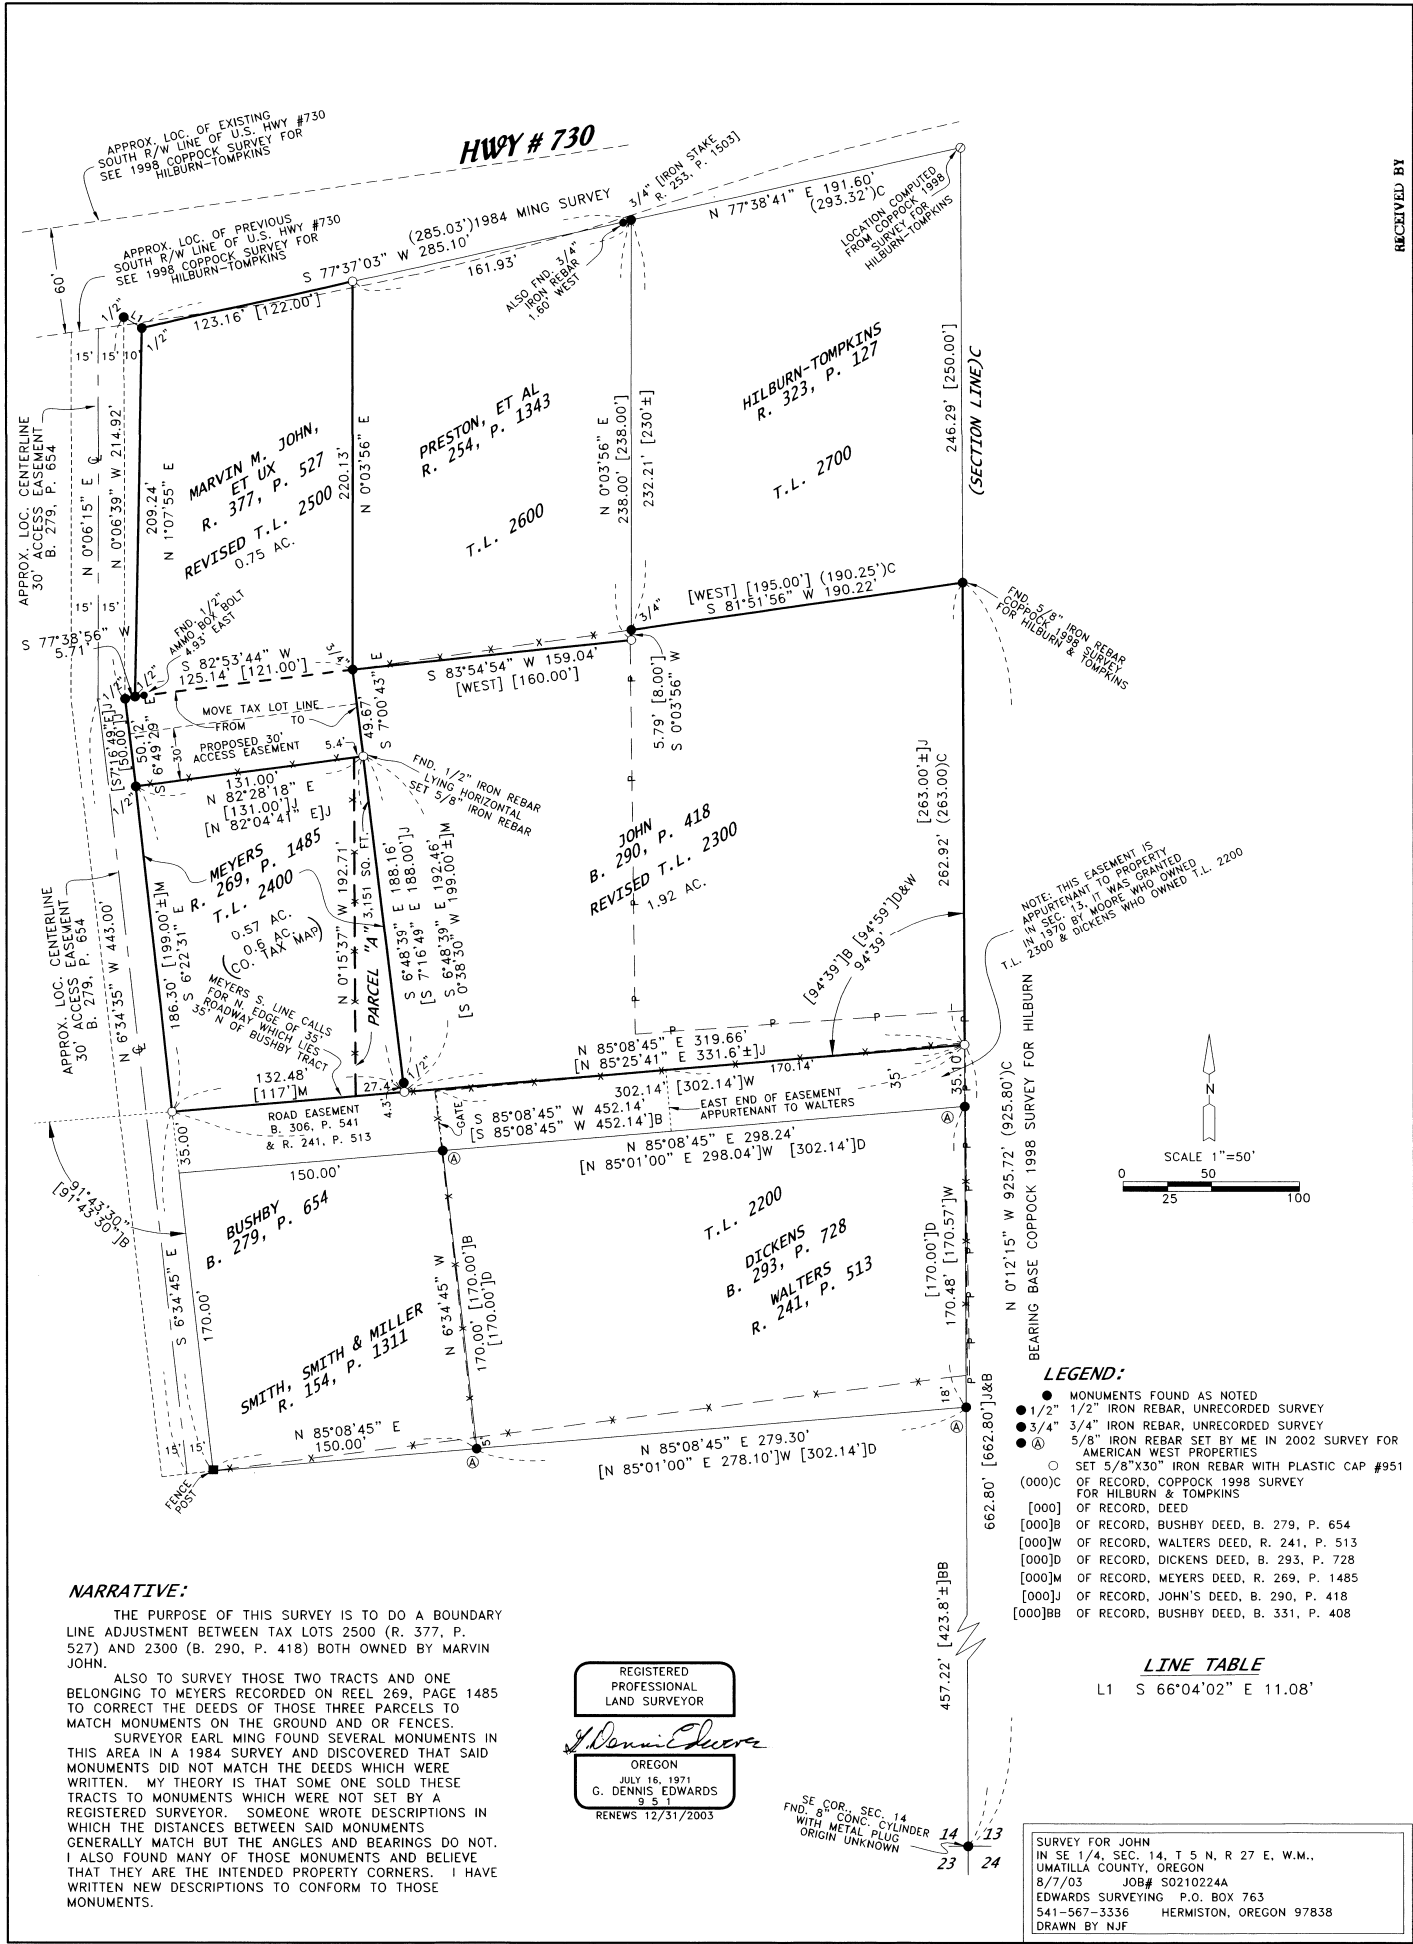 RECEIVED BY
APPROX. LOC. OF EXISTING
SOUTH R/W LINE OF U.S. HWY #730
SEE 1998 COPPOCK SURVEY FOR
HILBURN-TOMPKINS
HWY # 730
3/4" [IRON STAKE
R. 253, P. 1503]
N 77°38'41" E 191.60'
(293.32')C
LOCATION COMPUTED
FROM COPPOCK 1998
SURVEY FOR
HILBURN-TOMPKINS
60'
APPROX. LOC. OF PREVIOUS
SOUTH R/W LINE OF U.S. HWY #730
SEE 1998 COPPOCK SURVEY FOR
HILBURN-TOMPKINS
(285.03')1984 MING SURVEY
S 77°37'03" W 285.10'
161.93'
ALSO FND. 3/4"
IRON REBAR
1.60' WEST
1/2"
L1
1/2"
123.16' [122.00']
15' 15' 10'
APPROX. LOC. CENTERLINE
30' ACCESS EASEMENT
B. 279, P. 654
N 0°06'15" E
N 0°06'39" W 214.92'
209.24'
N 1°07'55" E
MARVIN M. JOHN,
ET UX
R. 377, P. 527
REVISED T.L. 2500
0.75 AC.
220.13'
N 0°03'56" E
PRESTON, ET AL
R. 254, P. 1343
T.L. 2600
N 0°03'56" E
238.00' [238.00']
232.21' [230'±]
HILBURN-TOMPKINS
R. 323, P. 127
T.L. 2700
246.29' [250.00']
(SECTION LINE)C
15' 15'
S 77°38'56" W
5.71'
FND. 1/2"
AMMO BOX BOLT
4.93' EAST
1/2"
1/2"
S 82°53'44" W
125.14' [121.00']
3/4"
S 83°54'54" W 159.04'
[WEST] [160.00']
3/4"
[WEST] [195.00'] (190.25')C
S 81°51'56" W 190.22'
FND. 5/8" IRON REBAR
COPPOCK 1998 SURVEY
FOR HILBURN & TOMPKINS
MOVE TAX LOT LINE
FROM TO
PROPOSED 30'
ACCESS EASEMENT
30'
5.4'
49.67'
S 7°00'43" E
5.79' [8.00']
S 0°03'56" W
[S7°16'49"E]J
[50.00']J
50.12'
S 6°49'29" E
1/2"
131.00'
N 82°28'18" E
[131.00']J
[N 82°04'41" E]J
FND. 1/2" IRON REBAR
LYING HORIZONTAL
SET 5/8" IRON REBAR
[263.00'±]J
262.92' (263.00)C
JOHN
B. 290, P. 418
REVISED T.L. 2300
1.92 AC.
NOTE: THIS EASEMENT IS
APPURTENANT TO PROPERTY
IN SEC. 13. IT WAS GRANTED
IN 1970 BY MOORE WHO OWNED
T.L. 2300 & DICKENS WHO OWNED T.L. 2200
MEYERS
R. 269, P. 1485
T.L. 2400
0.57 AC.
0.6 AC.
(CO. TAX MAP)
N 0°15'37" W 192.71'
PARCEL "A" 3,151 SQ. FT.
S 6°48'39" E 188.16'
[S 7°16'49" E 188.00']J
S 6°48'39" E 192.46'
[S 0°38'30" W 199.00'±]M
[94°39']B [94°59']D&W
94°39'
APPROX. LOC. CENTERLINE
30' ACCESS EASEMENT
B. 279, P. 654
N 6°34'35" W 443.00'
186.30' [199.00'±]M
S 6°22'31" E
MEYERS S. LINE CALLS
FOR N. EDGE OF 35'
ROADWAY WHICH LIES
35' N OF BUSHBY TRACT
1/2"
132.48'
[117']M
27.4'
4.3'
N 85°08'45" E 319.66'
[N 85°25'41" E 331.6'±]J
170.14'
302.14' [302.14']W
35'
35.10'
ROAD EASEMENT
B. 306, P. 541
& R. 241, P. 513
GATE
S 85°08'45" W 452.14'
[S 85°08'45" W 452.14']B
EAST END OF EASEMENT
APPURTENANT TO WALTERS
35.00'
150.00'
N 85°08'45" E 298.24'
[N 85°01'00" E 298.04']W [302.14']D
91°43'30"
[91°43'30"]B
BUSHBY
B. 279, P. 654
S 6°34'45" E
170.00'
SMITH, SMITH & MILLER
R. 154, P. 1311
N 6°34'45" W
170.00' [170.00']B
[170.00']D
T.L. 2200
DICKENS
B. 293, P. 728
WALTERS
R. 241, P. 513
[170.00']D
170.48' [170.57']W
N 0°12'15" W 925.72' (925.80')C
BEARING BASE COPPOCK 1998 SURVEY FOR HILBURN
N
SCALE 1"=50'
0 50
25 100
15' 15'
FENCE
POST
N 85°08'45" E
150.00'
5'
N 85°08'45" E 279.30'
[N 85°01'00" E 278.10']W [302.14']D
18'
662.80' [662.80']J&B
457.22' [423.8'±]BB
LEGEND:
MONUMENTS FOUND AS NOTED
1/2" 1/2" IRON REBAR, UNRECORDED SURVEY
3/4" 3/4" IRON REBAR, UNRECORDED SURVEY
Ⓐ 5/8" IRON REBAR SET BY ME IN 2002 SURVEY FOR
AMERICAN WEST PROPERTIES
SET 5/8"X30" IRON REBAR WITH PLASTIC CAP #951
(000)C OF RECORD, COPPOCK 1998 SURVEY
FOR HILBURN & TOMPKINS
[000] OF RECORD, DEED
[000]B OF RECORD, BUSHBY DEED, B. 279, P. 654
[000]W OF RECORD, WALTERS DEED, R. 241, P. 513
[000]D OF RECORD, DICKENS DEED, B. 293, P. 728
[000]M OF RECORD, MEYERS DEED, R. 269, P. 1485
[000]J OF RECORD, JOHN'S DEED, B. 290, P. 418
[000]BB OF RECORD, BUSHBY DEED, B. 331, P. 408
LINE TABLE
L1 S 66°04'02" E 11.08'
NARRATIVE:
THE PURPOSE OF THIS SURVEY IS TO DO A BOUNDARY
LINE ADJUSTMENT BETWEEN TAX LOTS 2500 (R. 377, P.
527) AND 2300 (B. 290, P. 418) BOTH OWNED BY MARVIN
JOHN.
ALSO TO SURVEY THOSE TWO TRACTS AND ONE
BELONGING TO MEYERS RECORDED ON REEL 269, PAGE 1485
TO CORRECT THE DEEDS OF THOSE THREE PARCELS TO
MATCH MONUMENTS ON THE GROUND AND OR FENCES.
SURVEYOR EARL MING FOUND SEVERAL MONUMENTS IN
THIS AREA IN A 1984 SURVEY AND DISCOVERED THAT SAID
MONUMENTS DID NOT MATCH THE DEEDS WHICH WERE
WRITTEN. MY THEORY IS THAT SOME ONE SOLD THESE
TRACTS TO MONUMENTS WHICH WERE NOT SET BY A
REGISTERED SURVEYOR. SOMEONE WROTE DESCRIPTIONS IN
WHICH THE DISTANCES BETWEEN SAID MONUMENTS
GENERALLY MATCH BUT THE ANGLES AND BEARINGS DO NOT.
I ALSO FOUND MANY OF THOSE MONUMENTS AND BELIEVE
THAT THEY ARE THE INTENDED PROPERTY CORNERS. I HAVE
WRITTEN NEW DESCRIPTIONS TO CONFORM TO THOSE
MONUMENTS.
REGISTERED
PROFESSIONAL
LAND SURVEYOR
G. Dennis Edwards
OREGON
JULY 16, 1971
G. DENNIS EDWARDS
951
RENEWS 12/31/2003
SE COR., SEC. 14
FND. 8" CONC. CYLINDER
WITH METAL PLUG
ORIGIN UNKNOWN
14 13
23 24
SURVEY FOR JOHN
IN SE 1/4, SEC. 14, T 5 N, R 27 E, W.M.,
UMATILLA COUNTY, OREGON
8/7/03 JOB# S0210224A
EDWARDS SURVEYING P.O. BOX 763
541-567-3336 HERMISTON, OREGON 97838
DRAWN BY NJF